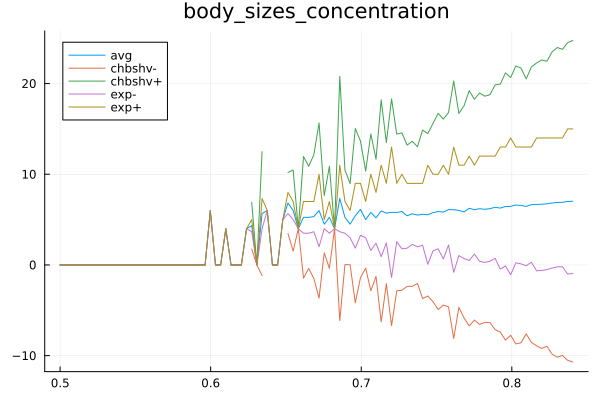 body_sizes_concentration
avg
chbshv-
chbshv+
exp-
exp+
20
10
0
−10
0.5 0.6 0.7 0.8